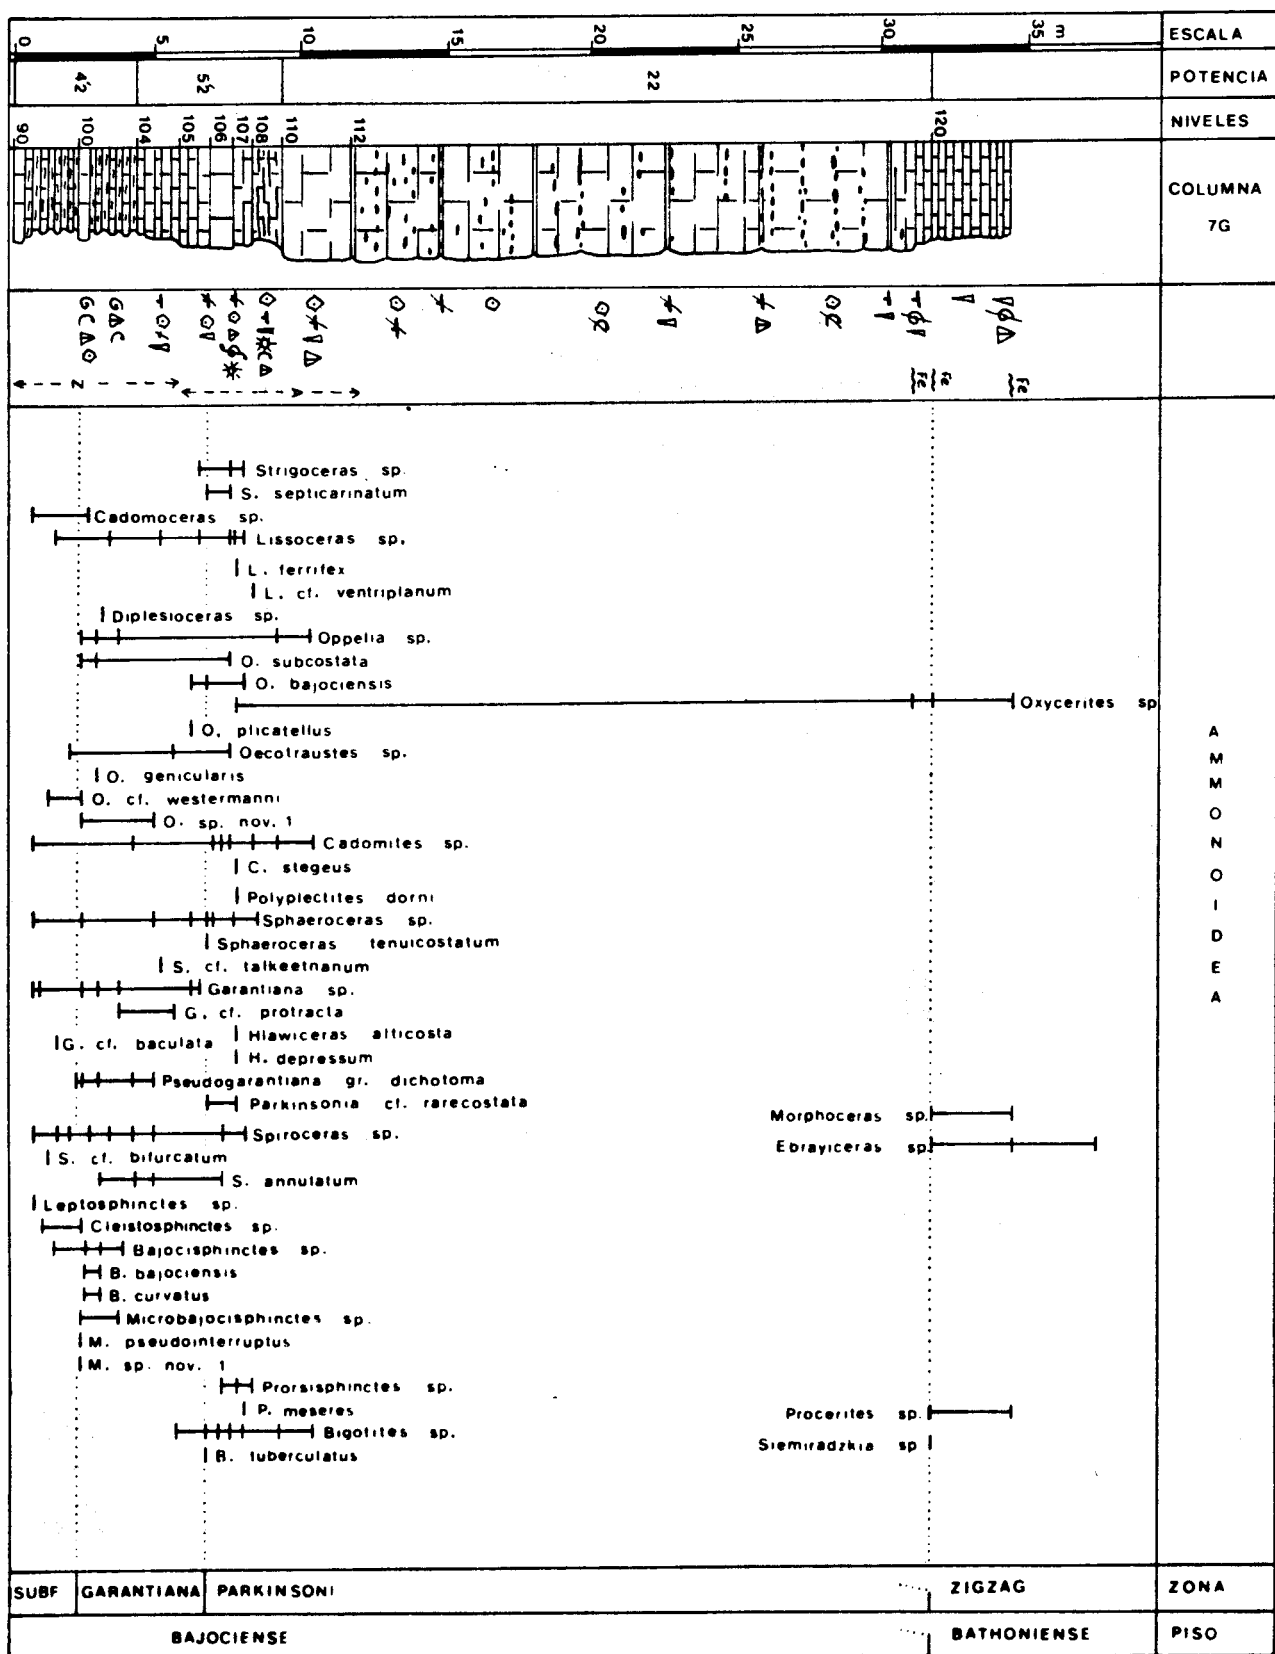 0 5 10 15 20 25 30 35 m ESCALA
4½ 5½ 22 POTENCIA
90 100 104 105 106 107 108 110 112 120 NIVELES
COLUMNA
7G
Z A Fe Fe Fe
Strigoceras sp.
S. septicarinatum
Cadomoceras sp.
Lissoceras sp.
L. ferrifex
L. cf. ventriplanum
Diplesioceras sp.
Oppelia sp.
O. subcostata
O. bajociensis
Oxycerites sp
O. plicatellus
Oecotraustes sp.
O. genicularis
O. cf. westermanni
O. sp. nov. 1
Cadomites sp.
C. stegeus
Polyplectites dorni
Sphaeroceras sp.
Sphaeroceras tenuicostatum
S. cf. talkeetnanum
Garantiana sp.
G. cf. protracta
Hlawiceras alticosta
G. cf. baculata
H. depressum
Pseudogarantiana gr. dichotoma
Parkinsonia cf. rarecostata
Morphoceras sp.
Spiroceras sp.
Ebrayiceras sp
S. cf. bifurcatum
S. annulatum
Leptosphinctes sp.
Cleistosphinctes sp.
Bajocisphinctes sp.
B. bajociensis
B. curvatus
Microbajocisphinctes sp.
M. pseudointerruptus
M. sp. nov. 1
Prorsisphinctes sp.
P. meseres
Procerites sp.
Bigotites sp.
Siemiradzkia sp
B. tuberculatus
AMMONOIDEA
SUBF GARANTIANA PARKINSONI ZIGZAG ZONA
BAJOCIENSE BATHONIENSE PISO